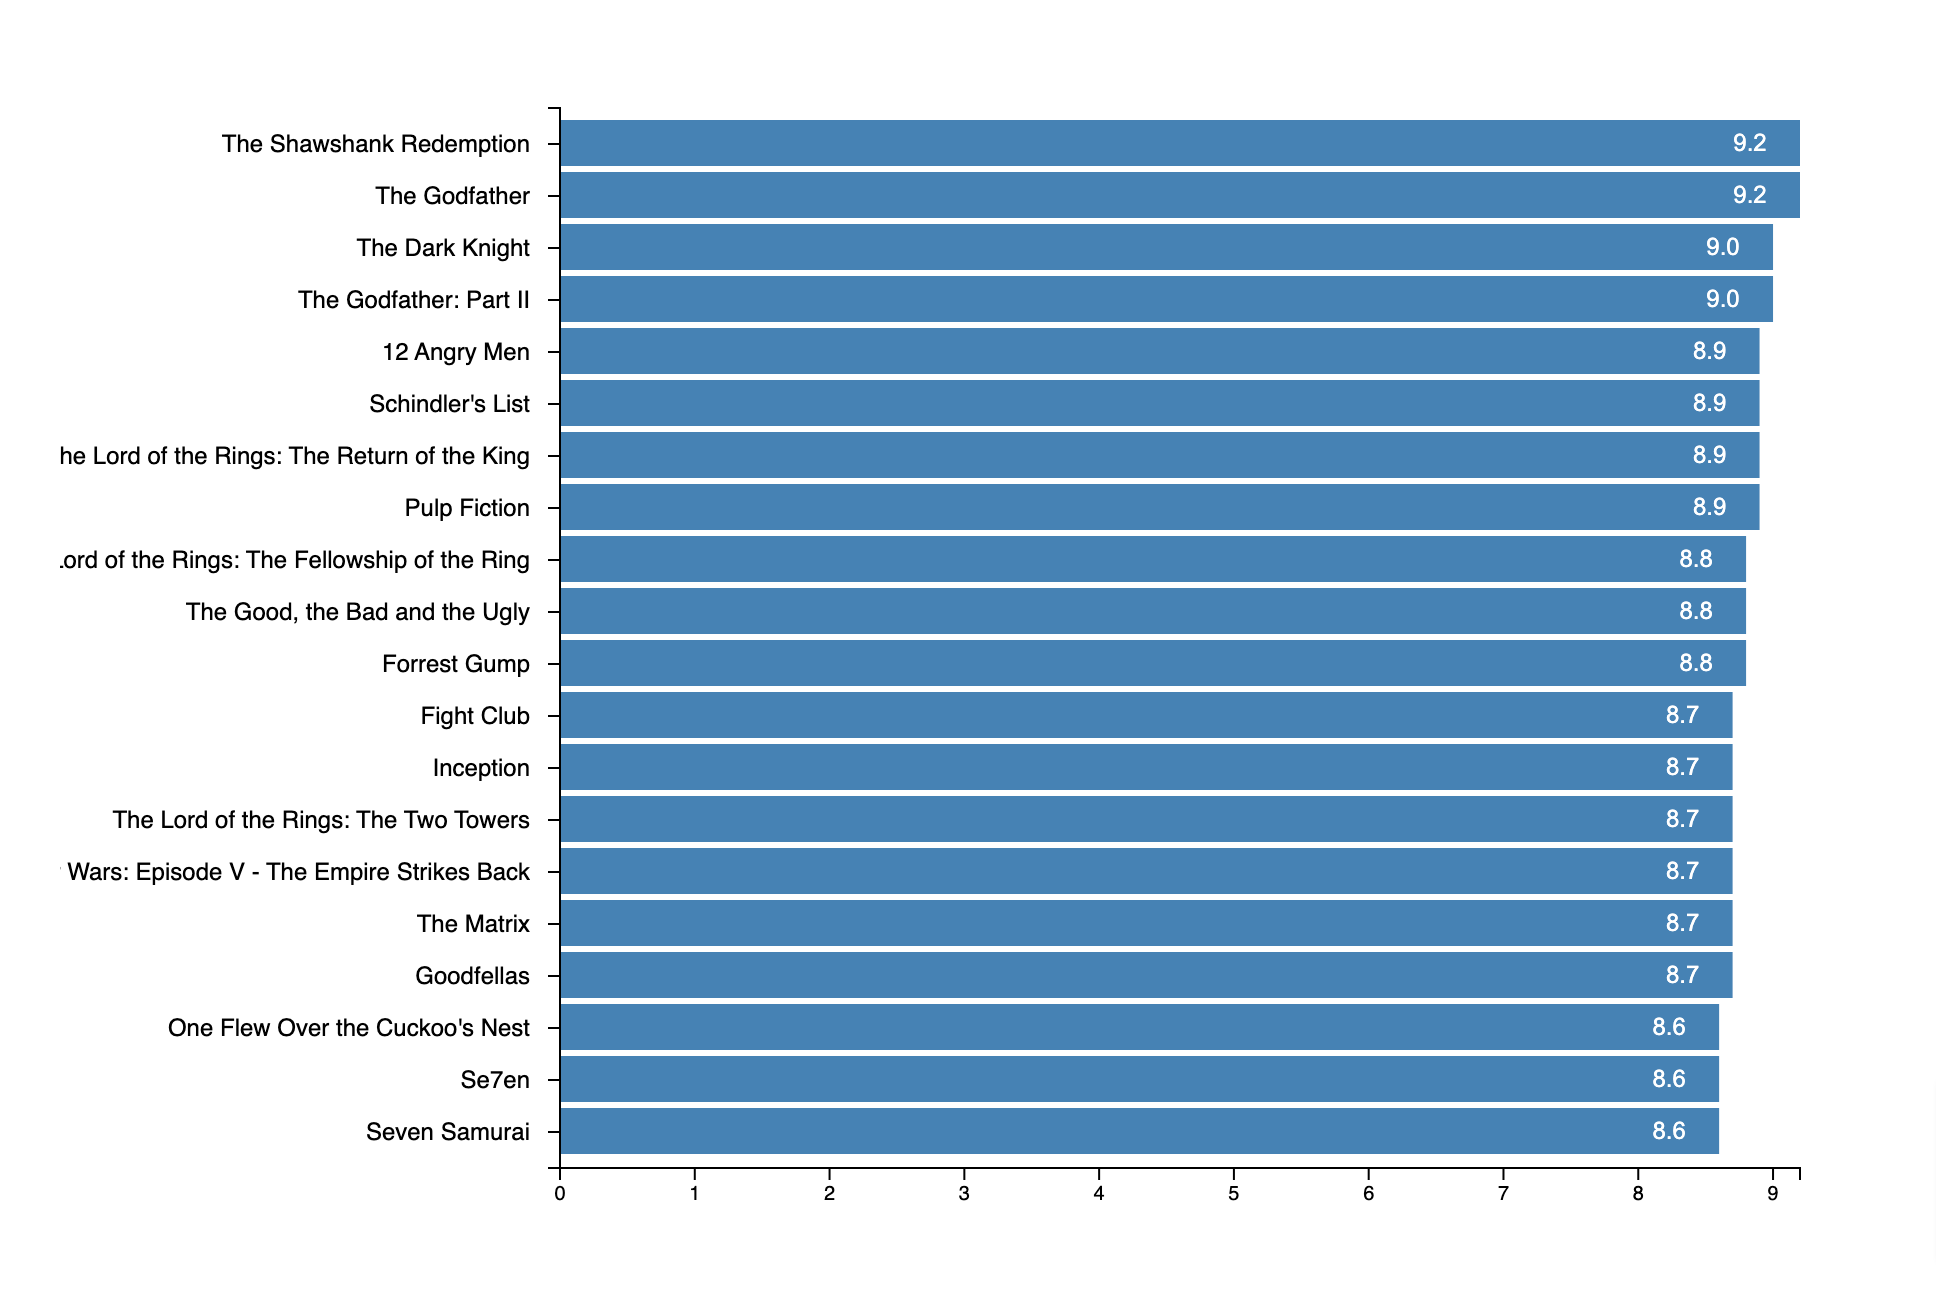 The Shawshank Redemption 9.2
The Godfather 9.2
The Dark Knight 9.0
The Godfather: Part II 9.0
12 Angry Men 8.9
Schindler's List 8.9
he Lord of the Rings: The Return of the King 8.9
Pulp Fiction 8.9
ord of the Rings: The Fellowship of the Ring 8.8
The Good, the Bad and the Ugly 8.8
Forrest Gump 8.8
Fight Club 8.7
Inception 8.7
The Lord of the Rings: The Two Towers 8.7
Wars: Episode V - The Empire Strikes Back 8.7
The Matrix 8.7
Goodfellas 8.7
One Flew Over the Cuckoo's Nest 8.6
Se7en 8.6
Seven Samurai 8.6
0 1 2 3 4 5 6 7 8 9